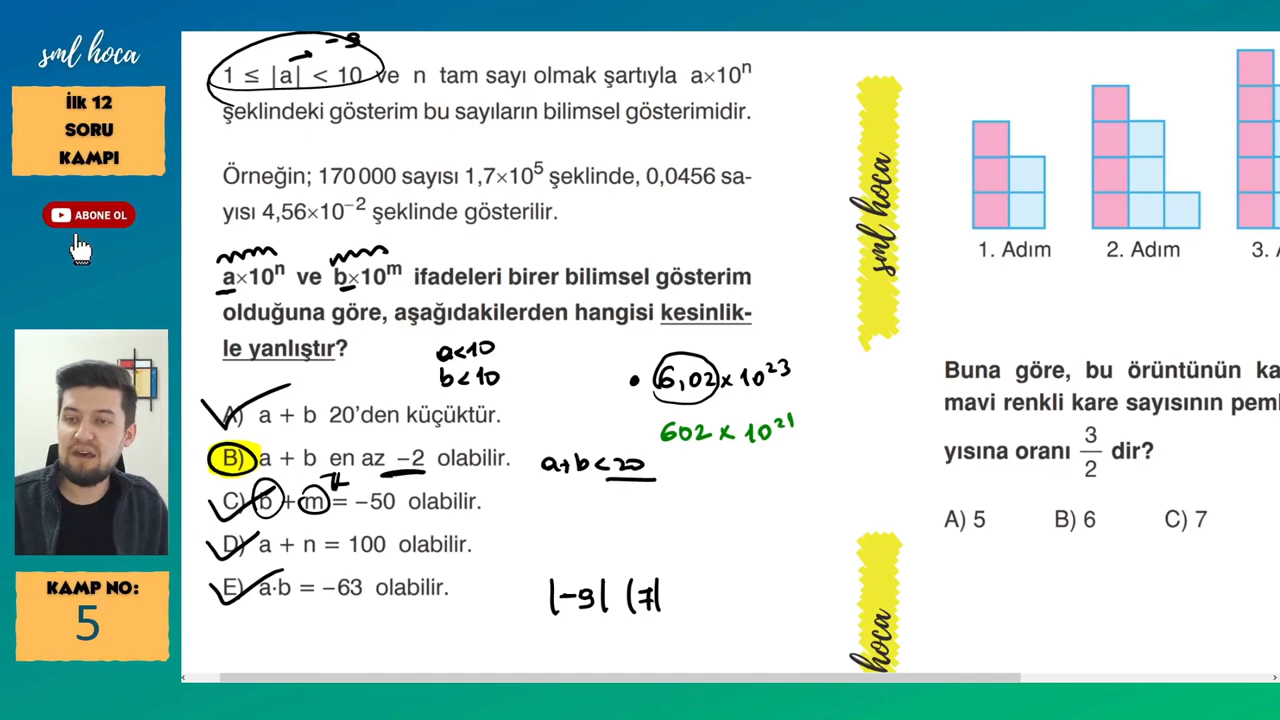 sml hoca
İlk 12
SORU
KAMPI
ABONE OL
KAMP NO:
5
-9
1 ≤ |a| < 10 ve n tam sayı olmak şartıyla a×10ⁿ
şeklindeki gösterim bu sayıların bilimsel gösterimidir.
Örneğin; 170 000 sayısı 1,7×10⁵ şeklinde, 0,0456 sa-
yısı 4,56×10⁻² şeklinde gösterilir.
a×10ⁿ ve b×10ᵐ ifadeleri birer bilimsel gösterim
olduğuna göre, aşağıdakilerden hangisi kesinlik-
le yanlıştır?
a<10
b<10
A) a + b 20'den küçüktür.
B) a + b en az −2 olabilir.
C) b + m = −50 olabilir.
D) a + n = 100 olabilir.
E) a·b = −63 olabilir.
• 6,02 × 10²³
602 × 10²¹
a+b < 20
|-9| |7|
sml hoca
hoca
1. Adım
2. Adım
3.
Buna göre, bu örüntünün ka
mavi renkli kare sayısının pem
yısına oranı 3/2 dir?
A) 5 B) 6 C) 7